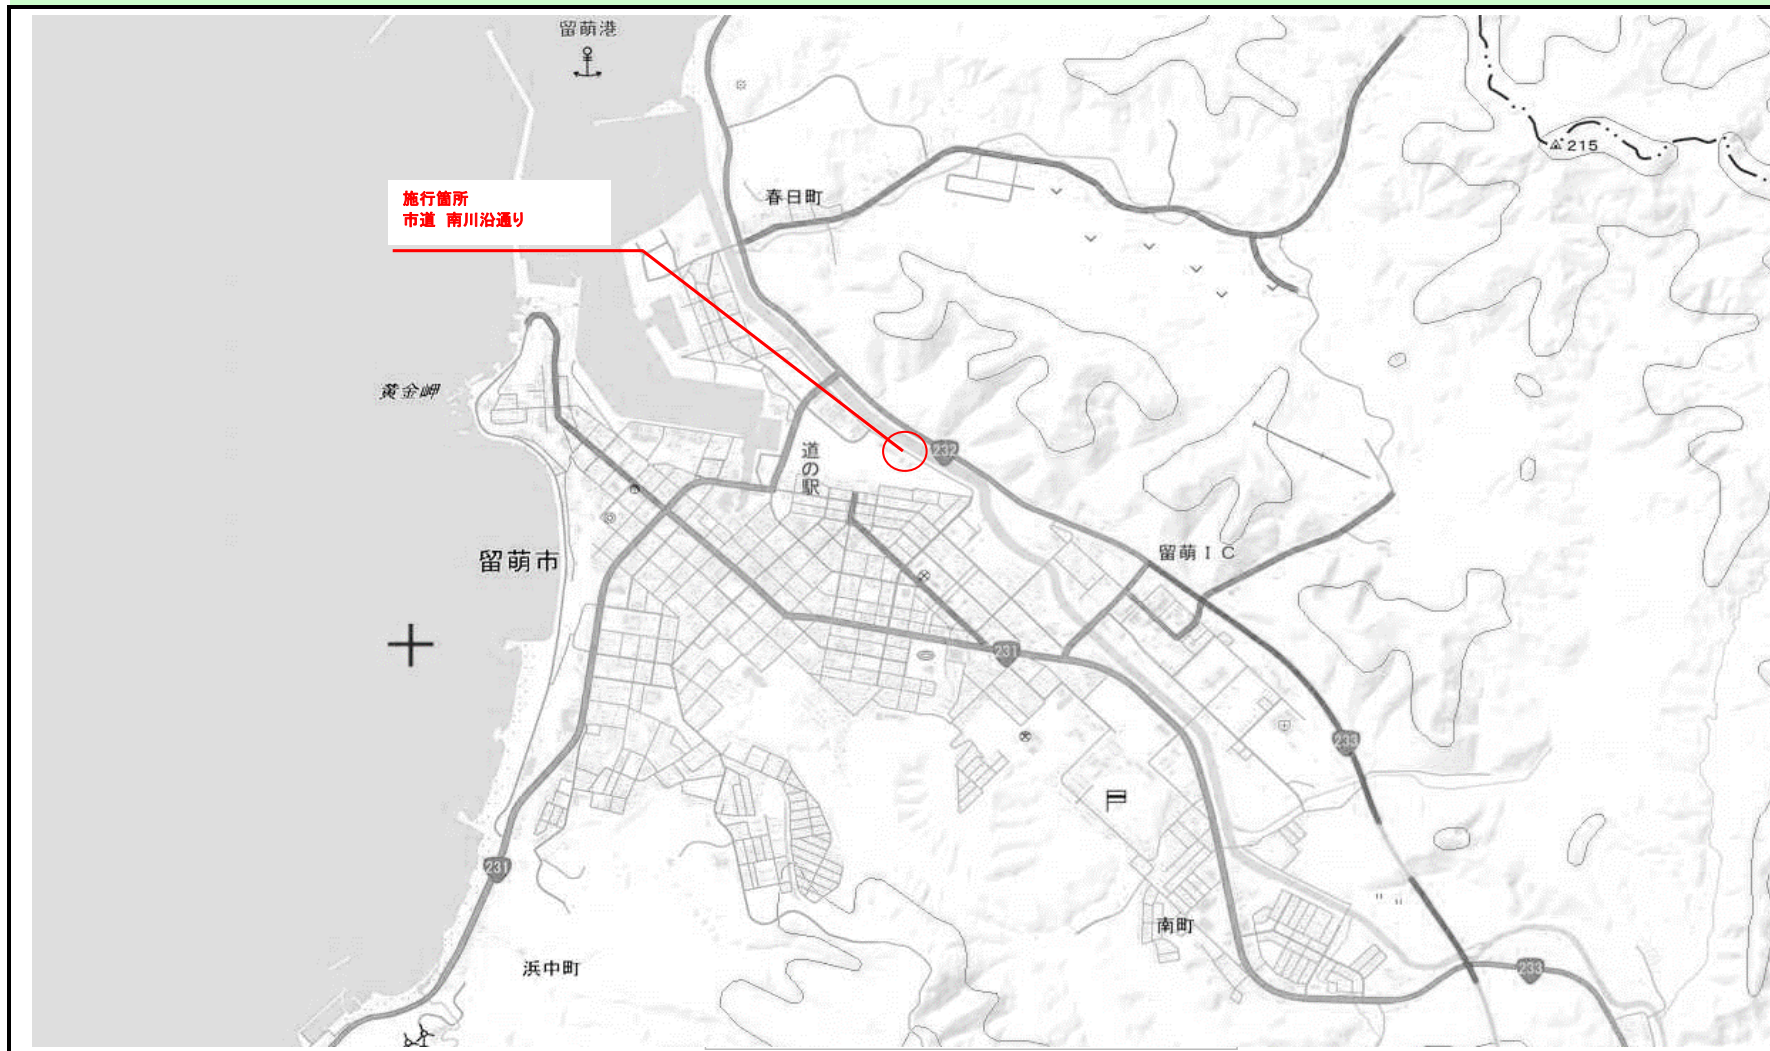 留萌港
215
施行箇所
市道 南川沿通り
春日町
黄金岬
道の駅
232
留萌市
留萌IC
231
233
231
南町
浜中町
233